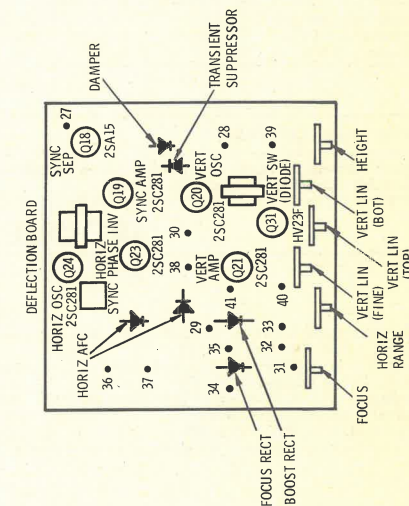 DEFLECTION BOARD
SYNC
SEP
Q18
2SA15
27
DAMPER
TRANSIENT
SUPPRESSOR
HORIZ OSC
2SC281
Q24
HORIZ
SYNC PHASE INV
Q23
2SC281
Q19
SYNC AMP
2SC281
HORIZ AFC
36
37
38
30
Q20
2SC281
VERT
OSC
28
39
VERT
AMP
Q21
2SC281
VERT SW
(DIODE)
Q31
HV23F
29
41
40
34
35
33
32
31
FOCUS RECT
BOOST RECT
FOCUS
HORIZ
RANGE
VERT LIN
(FINE)
VERT LIN
(TOP)
VERT LIN
(BOT)
HEIGHT